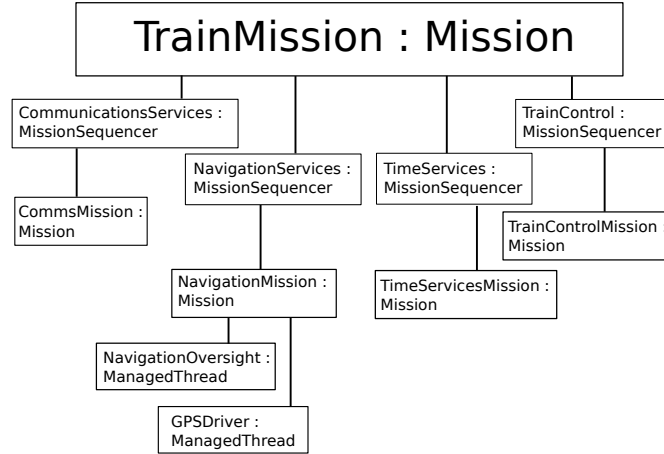 TrainMission : Mission
CommunicationsServices :
MissionSequencer
TrainControl :
MissionSequencer
NavigationServices :
MissionSequencer
TimeServices :
MissionSequencer
CommsMission :
Mission
TrainControlMission :
Mission
NavigationMission :
Mission
TimeServicesMission :
Mission
NavigationOversight :
ManagedThread
GPSDriver :
ManagedThread